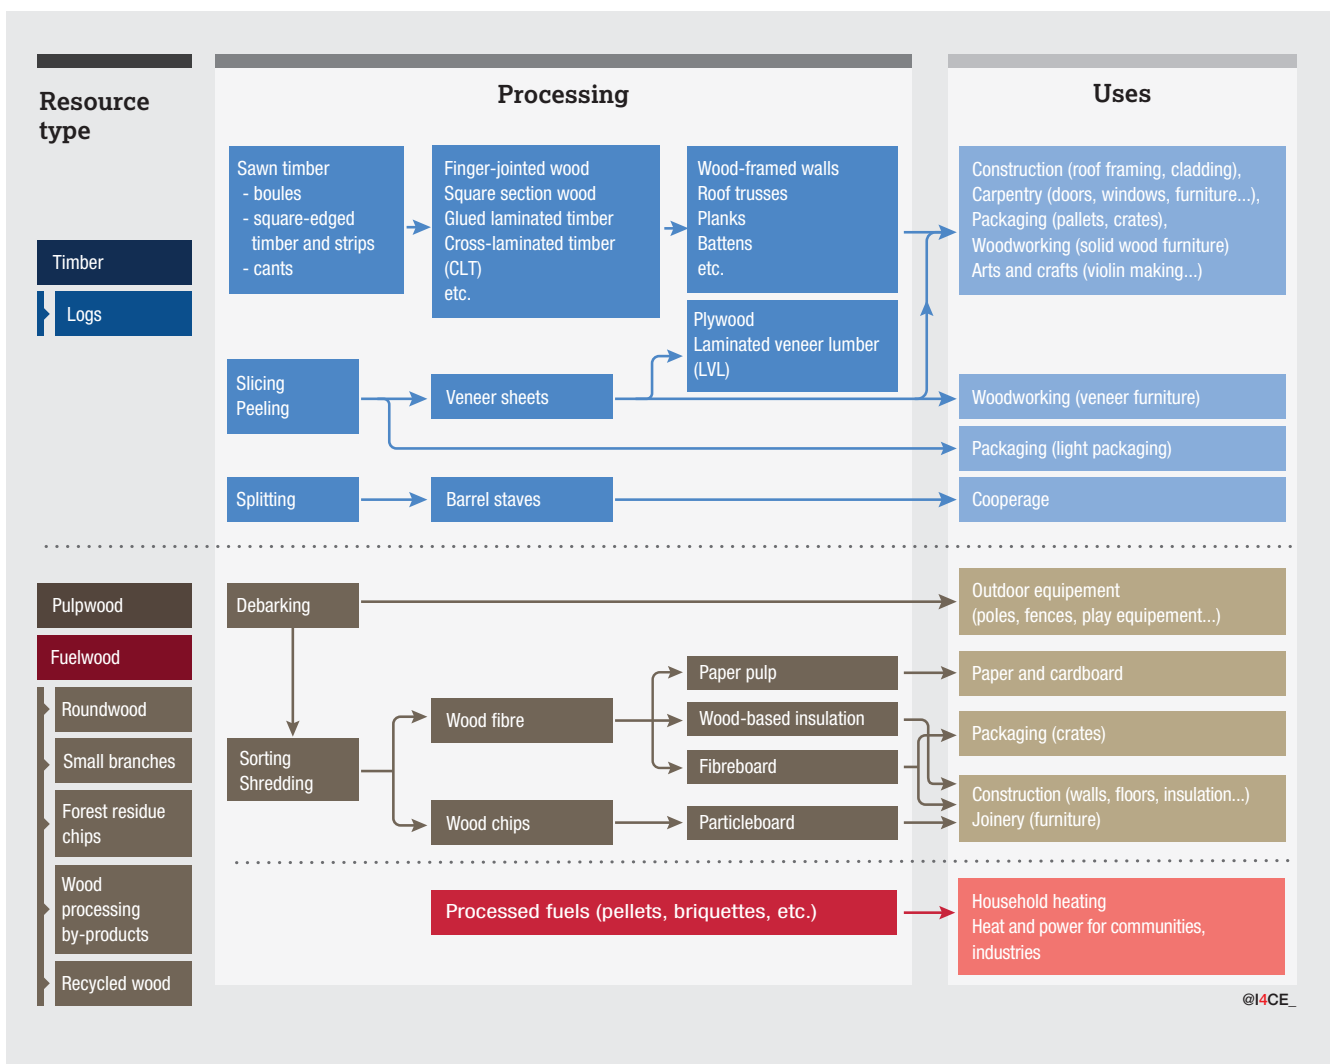 Resource
type
Processing
Uses
Timber
Logs
Sawn timber
- boules
- square-edged
timber and strips
- cants
Finger-jointed wood
Square section wood
Glued laminated timber
Cross-laminated timber
(CLT)
etc.
Wood-framed walls
Roof trusses
Planks
Battens
etc.
Construction (roof framing, cladding),
Carpentry (doors, windows, furniture...),
Packaging (pallets, crates),
Woodworking (solid wood furniture)
Arts and crafts (violin making...)
Plywood
Laminated veneer lumber
(LVL)
Slicing
Peeling
Veneer sheets
Woodworking (veneer furniture)
Packaging (light packaging)
Splitting
Barrel staves
Cooperage
Pulpwood
Fuelwood
Roundwood
Small branches
Forest residue
chips
Wood
processing
by-products
Recycled wood
Debarking
Outdoor equipement
(poles, fences, play equipement...)
Sorting
Shredding
Wood fibre
Wood chips
Paper pulp
Wood-based insulation
Fibreboard
Particleboard
Paper and cardboard
Packaging (crates)
Construction (walls, floors, insulation...)
Joinery (furniture)
Processed fuels (pellets, briquettes, etc.)
Household heating
Heat and power for communities,
industries
@I4CE_